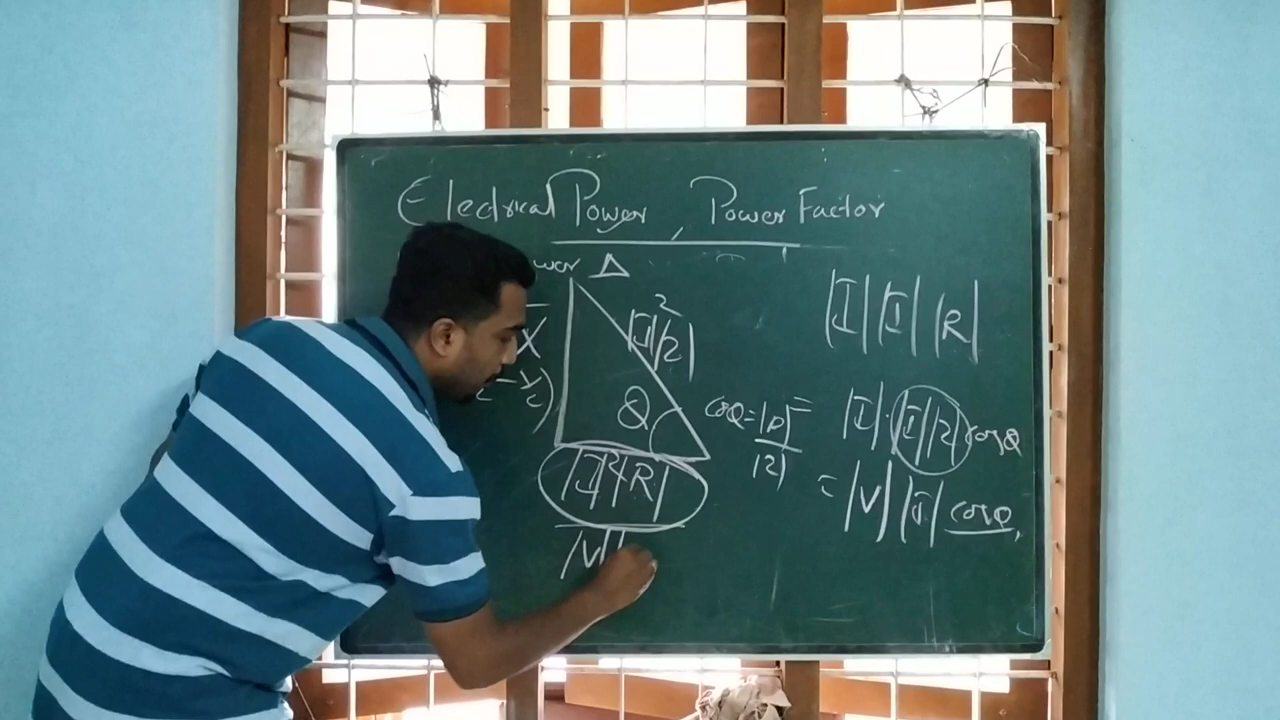 Electrical Power, Power Factor
wer Δ
|I|²|Z|
|I| |I| |R|
X
θ
cosθ = |R| / |Z|
=
|I|·|I||Z| cosθ
|I|²|R|
= |V| |I| cosθ,
|V||